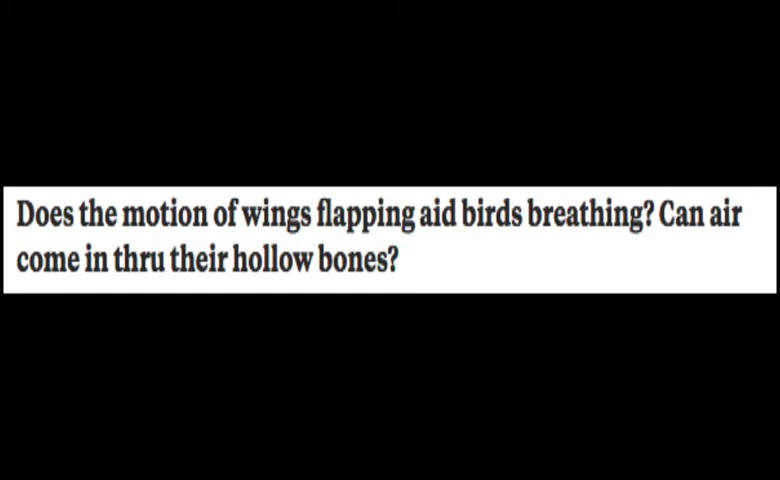 Does the motion of wings flapping aid birds breathing? Can air
come in thru their hollow bones?